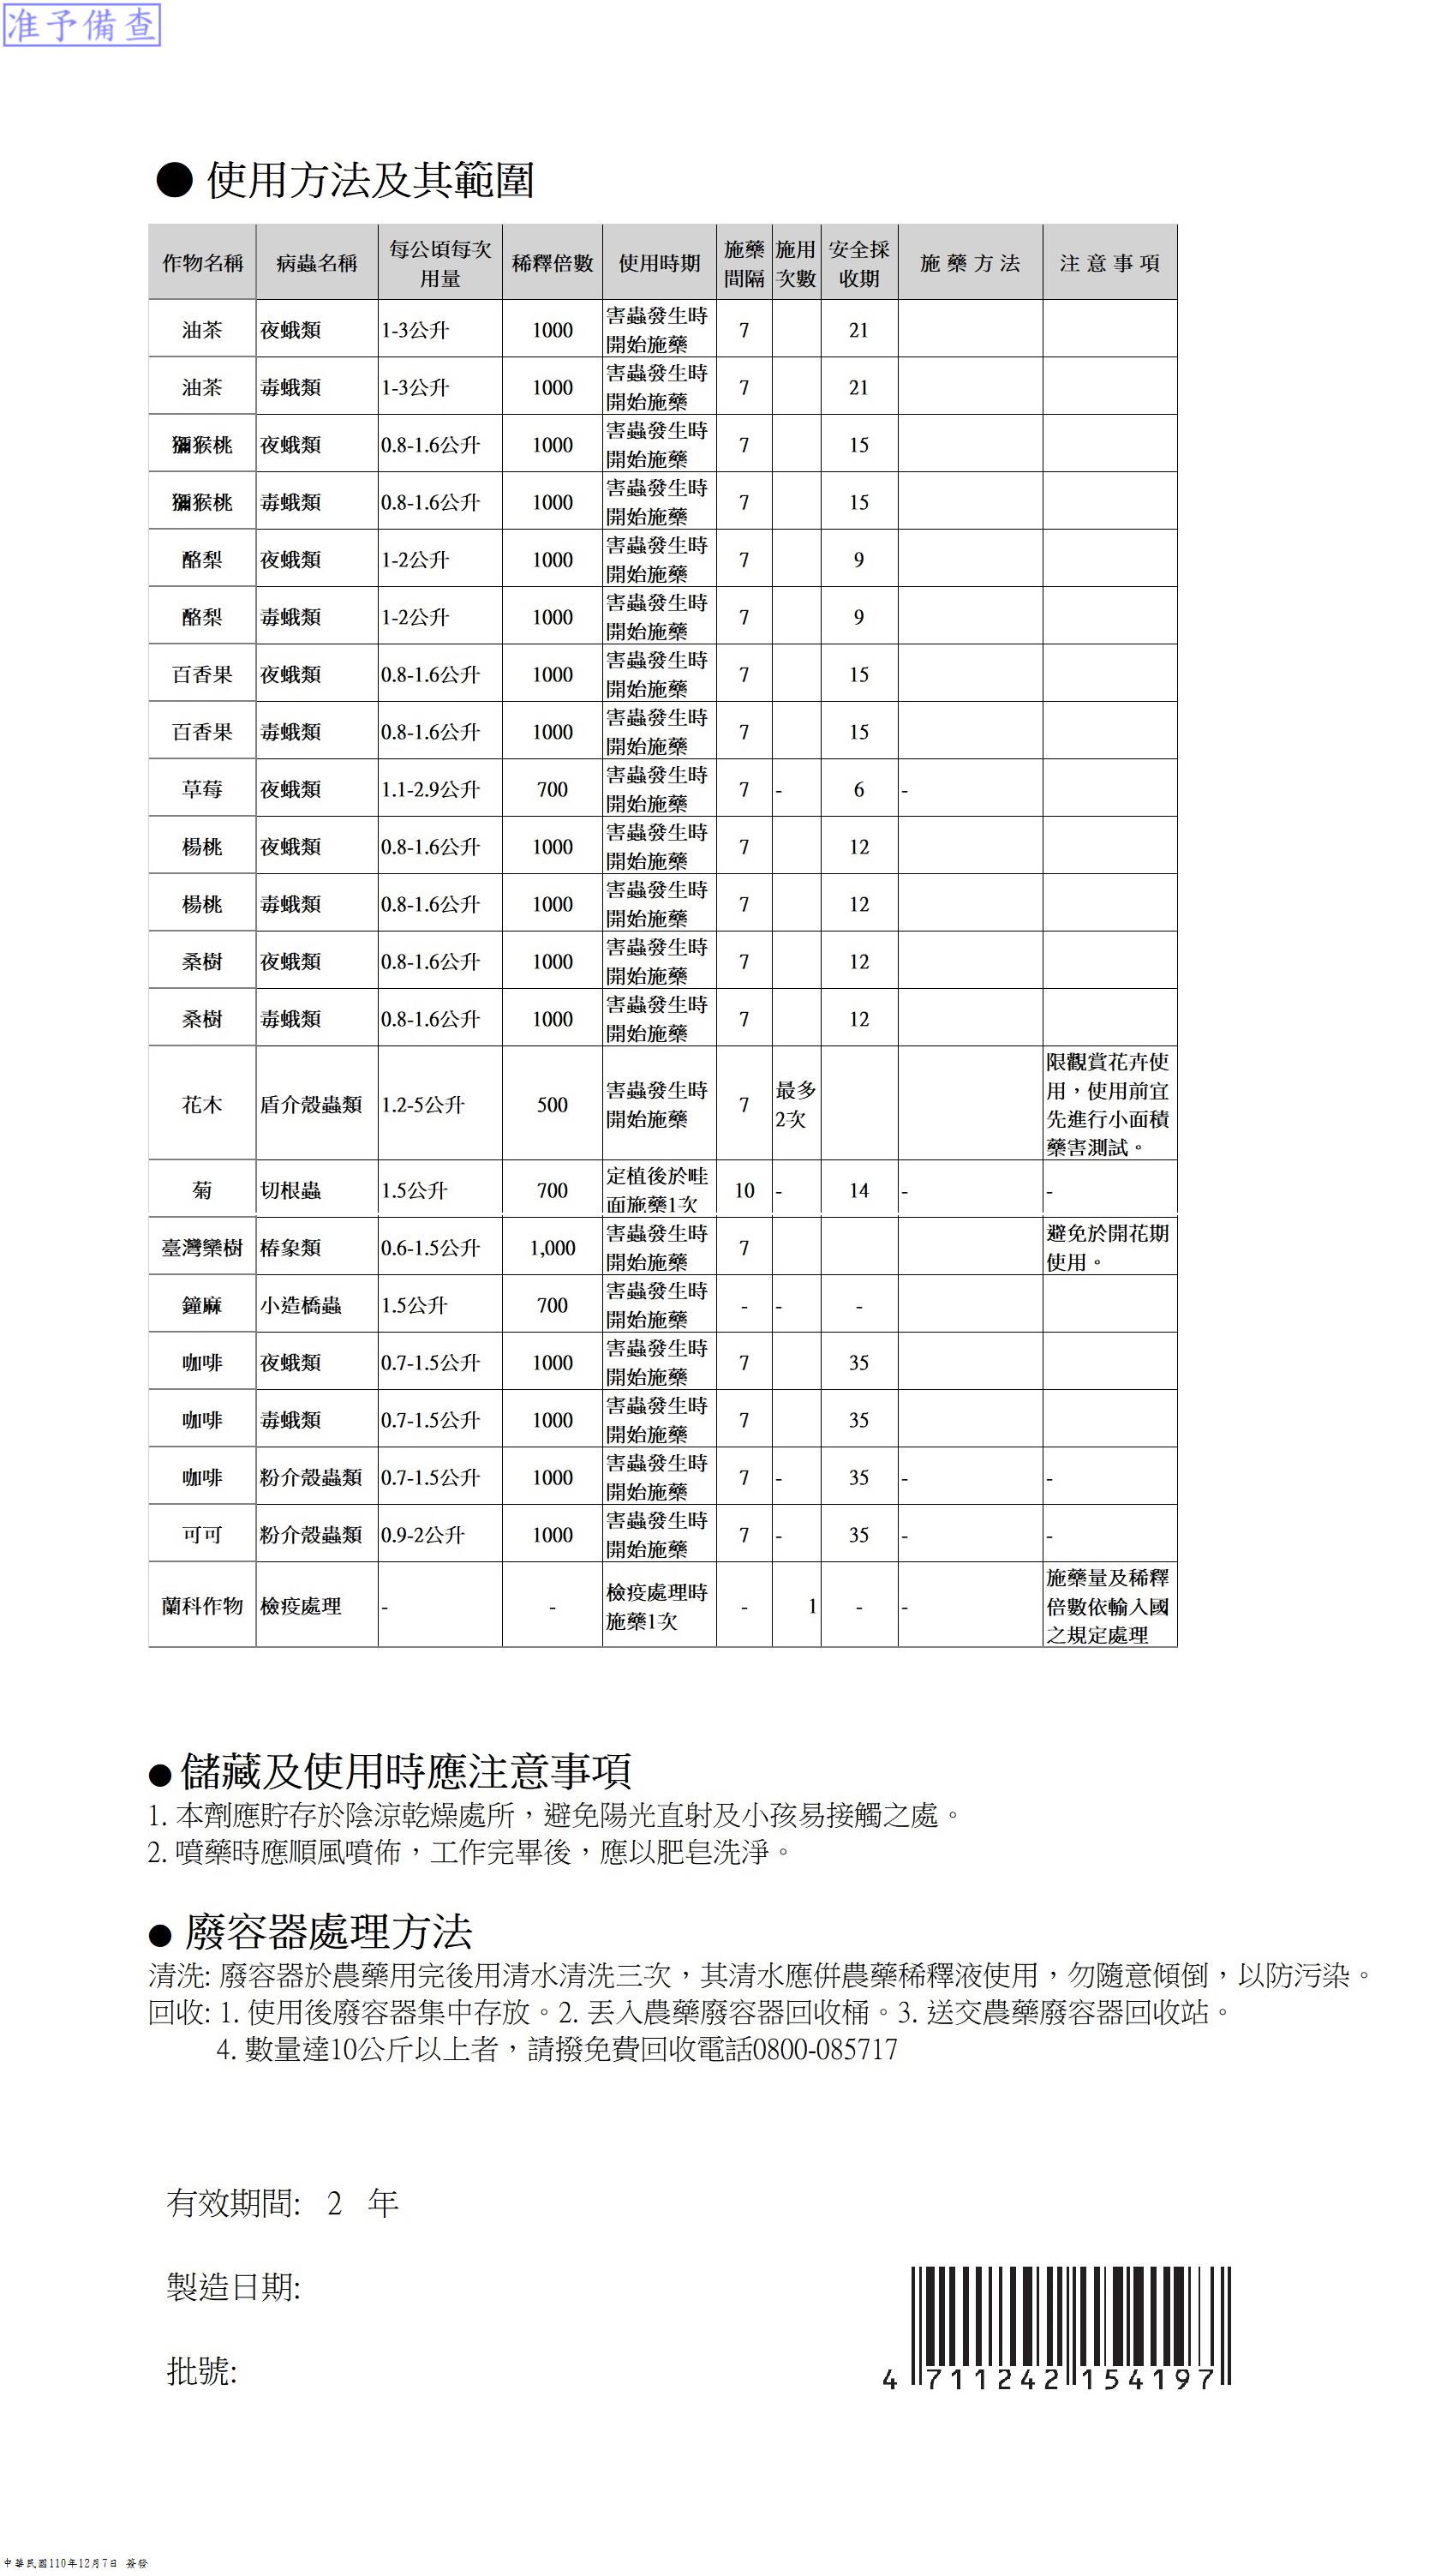 准予備查
● 使用方法及其範圍
作物名稱 病蟲名稱 每公頃每次用量 稀釋倍數 使用時期 施藥間隔 施用次數 安全採收期 施藥方法 注意事項
油茶 夜蛾類 1-3公升 1000 害蟲發生時開始施藥 7 21
油茶 毒蛾類 1-3公升 1000 害蟲發生時開始施藥 7 21
獼猴桃 夜蛾類 0.8-1.6公升 1000 害蟲發生時開始施藥 7 15
獼猴桃 毒蛾類 0.8-1.6公升 1000 害蟲發生時開始施藥 7 15
酪梨 夜蛾類 1-2公升 1000 害蟲發生時開始施藥 7 9
酪梨 毒蛾類 1-2公升 1000 害蟲發生時開始施藥 7 9
百香果 夜蛾類 0.8-1.6公升 1000 害蟲發生時開始施藥 7 15
百香果 毒蛾類 0.8-1.6公升 1000 害蟲發生時開始施藥 7 15
草莓 夜蛾類 1.1-2.9公升 700 害蟲發生時開始施藥 7 - 6 -
楊桃 夜蛾類 0.8-1.6公升 1000 害蟲發生時開始施藥 7 12
楊桃 毒蛾類 0.8-1.6公升 1000 害蟲發生時開始施藥 7 12
桑樹 夜蛾類 0.8-1.6公升 1000 害蟲發生時開始施藥 7 12
桑樹 毒蛾類 0.8-1.6公升 1000 害蟲發生時開始施藥 7 12
花木 盾介殼蟲類 1.2-5公升 500 害蟲發生時開始施藥 7 最多2次 限觀賞花卉使用，使用前宜先進行小面積藥害測試。
菊 切根蟲 1.5公升 700 定植後於畦面施藥1次 10 - 14 - -
臺灣欒樹 椿象類 0.6-1.5公升 1,000 害蟲發生時開始施藥 7 避免於開花期使用。
鐘麻 小造橋蟲 1.5公升 700 害蟲發生時開始施藥 - - -
咖啡 夜蛾類 0.7-1.5公升 1000 害蟲發生時開始施藥 7 35
咖啡 毒蛾類 0.7-1.5公升 1000 害蟲發生時開始施藥 7 35
咖啡 粉介殼蟲類 0.7-1.5公升 1000 害蟲發生時開始施藥 7 - 35 - -
可可 粉介殼蟲類 0.9-2公升 1000 害蟲發生時開始施藥 7 - 35 - -
蘭科作物 檢疫處理 - - 檢疫處理時施藥1次 - 1 - - 施藥量及稀釋倍數依輸入國之規定處理
● 儲藏及使用時應注意事項
1. 本劑應貯存於陰涼乾燥處所，避免陽光直射及小孩易接觸之處。
2. 噴藥時應順風噴佈，工作完畢後，應以肥皂洗淨。
● 廢容器處理方法
清洗: 廢容器於農藥用完後用清水清洗三次，其清水應併農藥稀釋液使用，勿隨意傾倒，以防污染。
回收: 1. 使用後廢容器集中存放。2. 丟入農藥廢容器回收桶。3. 送交農藥廢容器回收站。
4. 數量達10公斤以上者，請撥免費回收電話0800-085717
有效期間: 2 年
製造日期:
批號:
4 711242 154197
中華民國110年12月7日 簽發